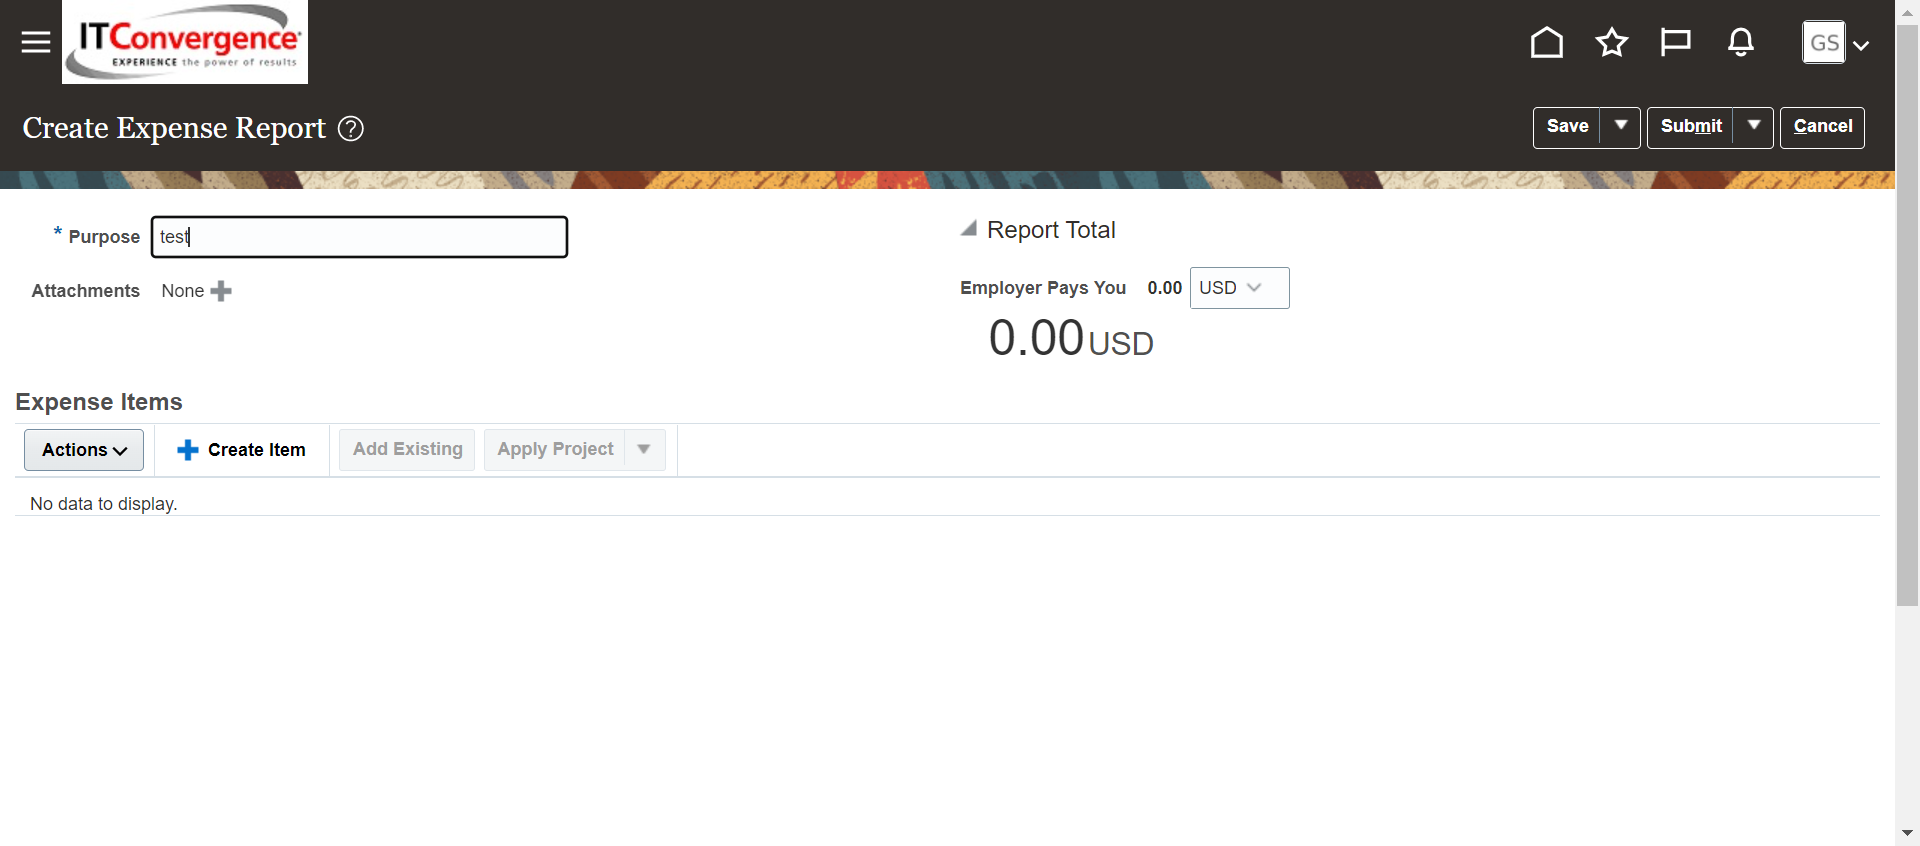 ITConvergence
EXPERIENCE the power of results
GS
Create Expense Report ?
Save Submit Cancel
* Purpose test
Attachments None
Report Total
Employer Pays You 0.00 USD
0.00 USD
Expense Items
Actions Create Item Add Existing Apply Project
No data to display.